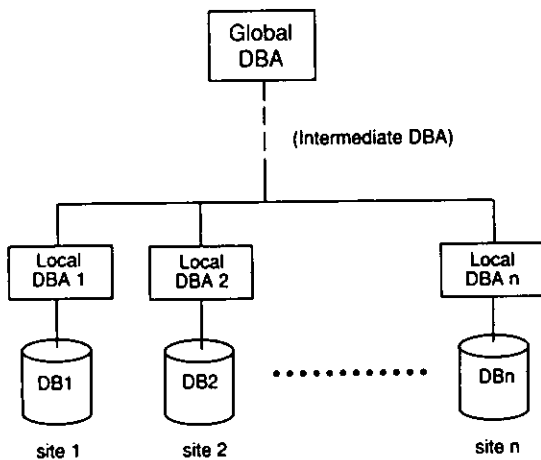 Global
DBA
(Intermediate DBA)
Local
DBA 1
Local
DBA 2
Local
DBA n
DB1
DB2
DBn
site 1
site 2
site n